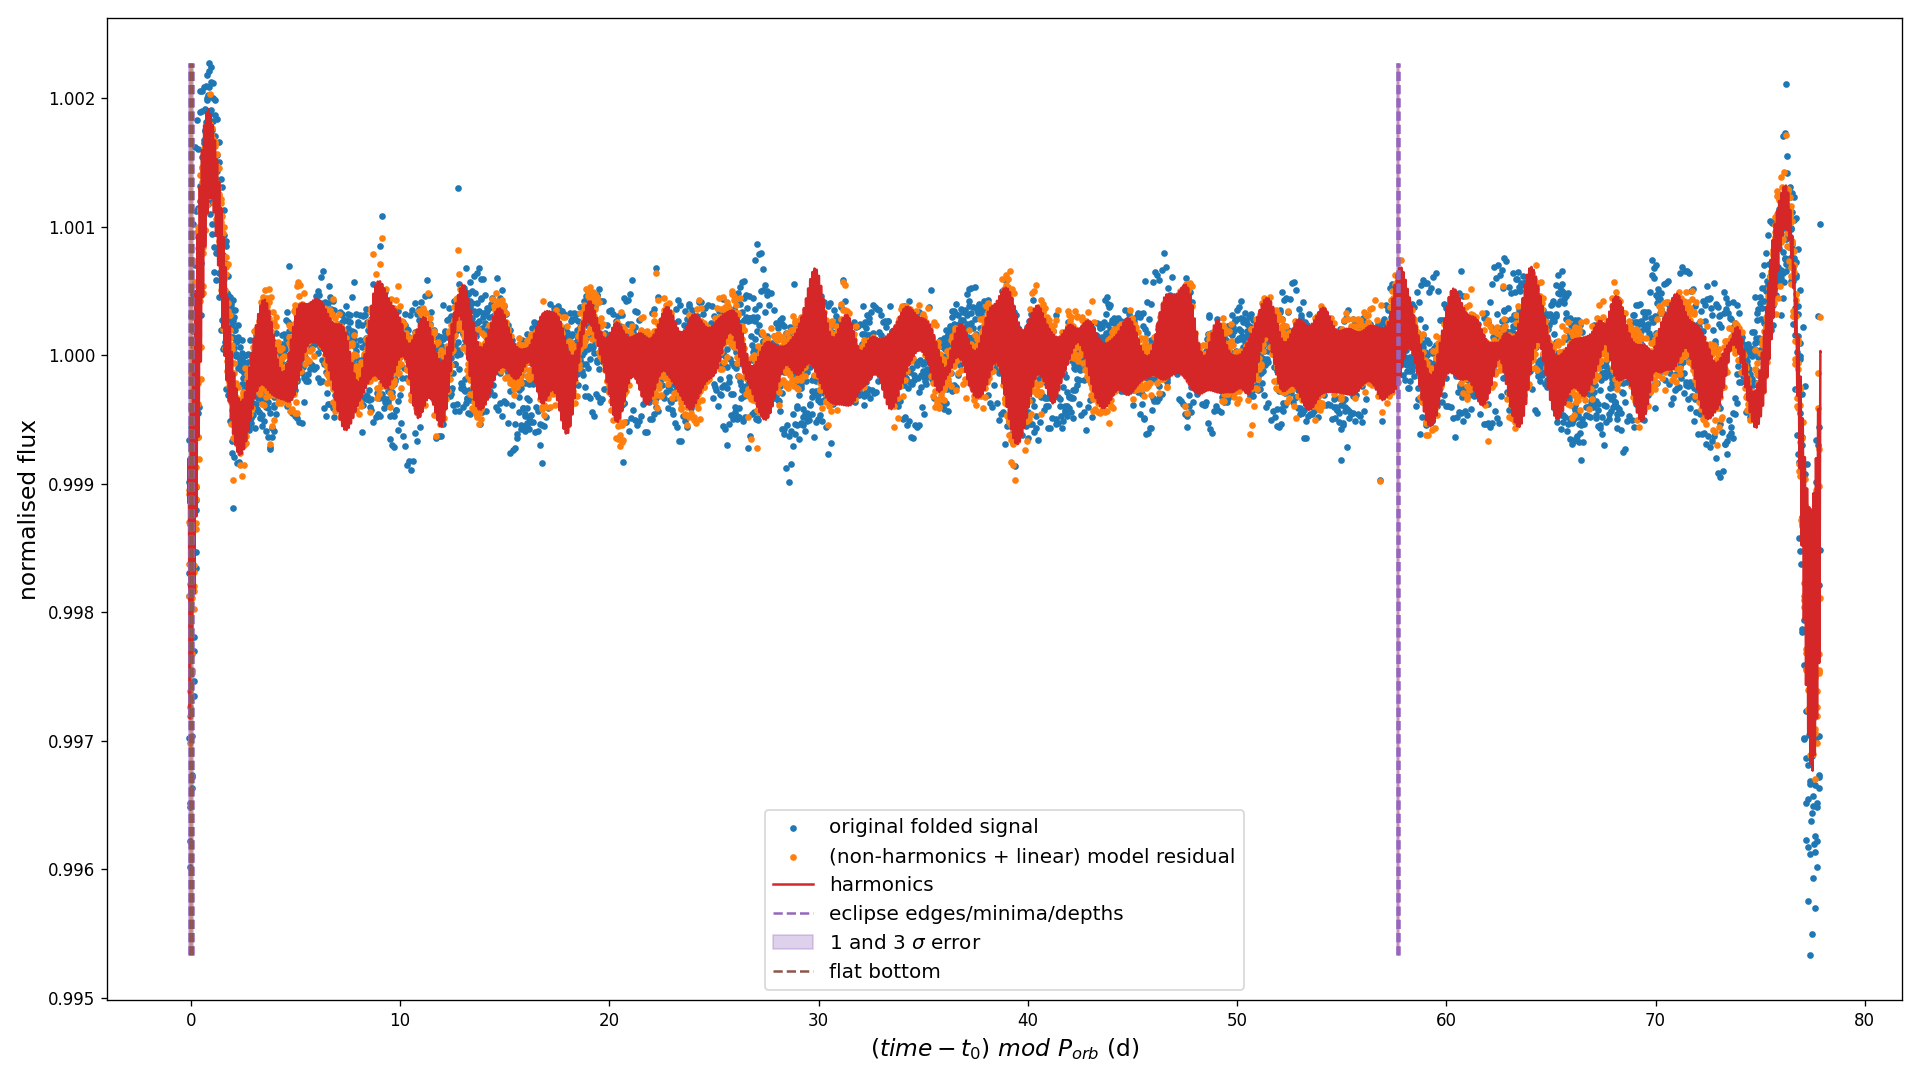 normalised flux
1.002
1.001
1.000
0.999
0.998
0.997
0.996
0.995
original folded signal
(non-harmonics + linear) model residual
harmonics
eclipse edges/minima/depths
1 and 3 σ error
flat bottom
0 10 20 30 40 50 60 70 80
(time − t₀) mod P_orb (d)